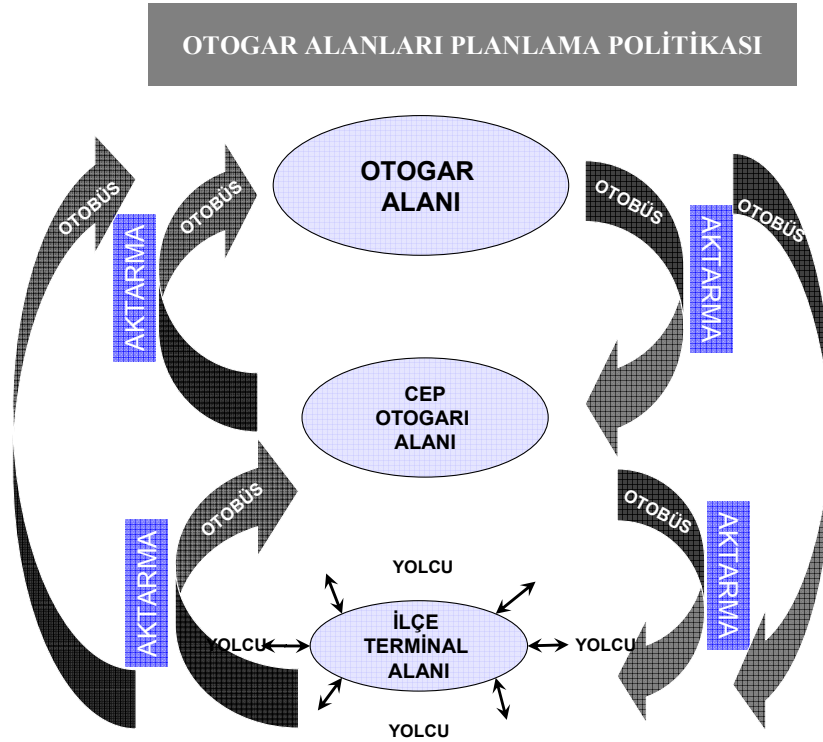 OTOGAR ALANLARI PLANLAMA POLİTİKASI
OTOGAR
ALANI
OTOBÜS
OTOBÜS
OTOBÜS
OTOBÜS
AKTARMA
AKTARMA
CEP
OTOGARI
ALANI
OTOBÜS
OTOBÜS
AKTARMA
AKTARMA
YOLCU
İLÇE
TERMİNAL
ALANI
YOLCU
YOLCU
YOLCU